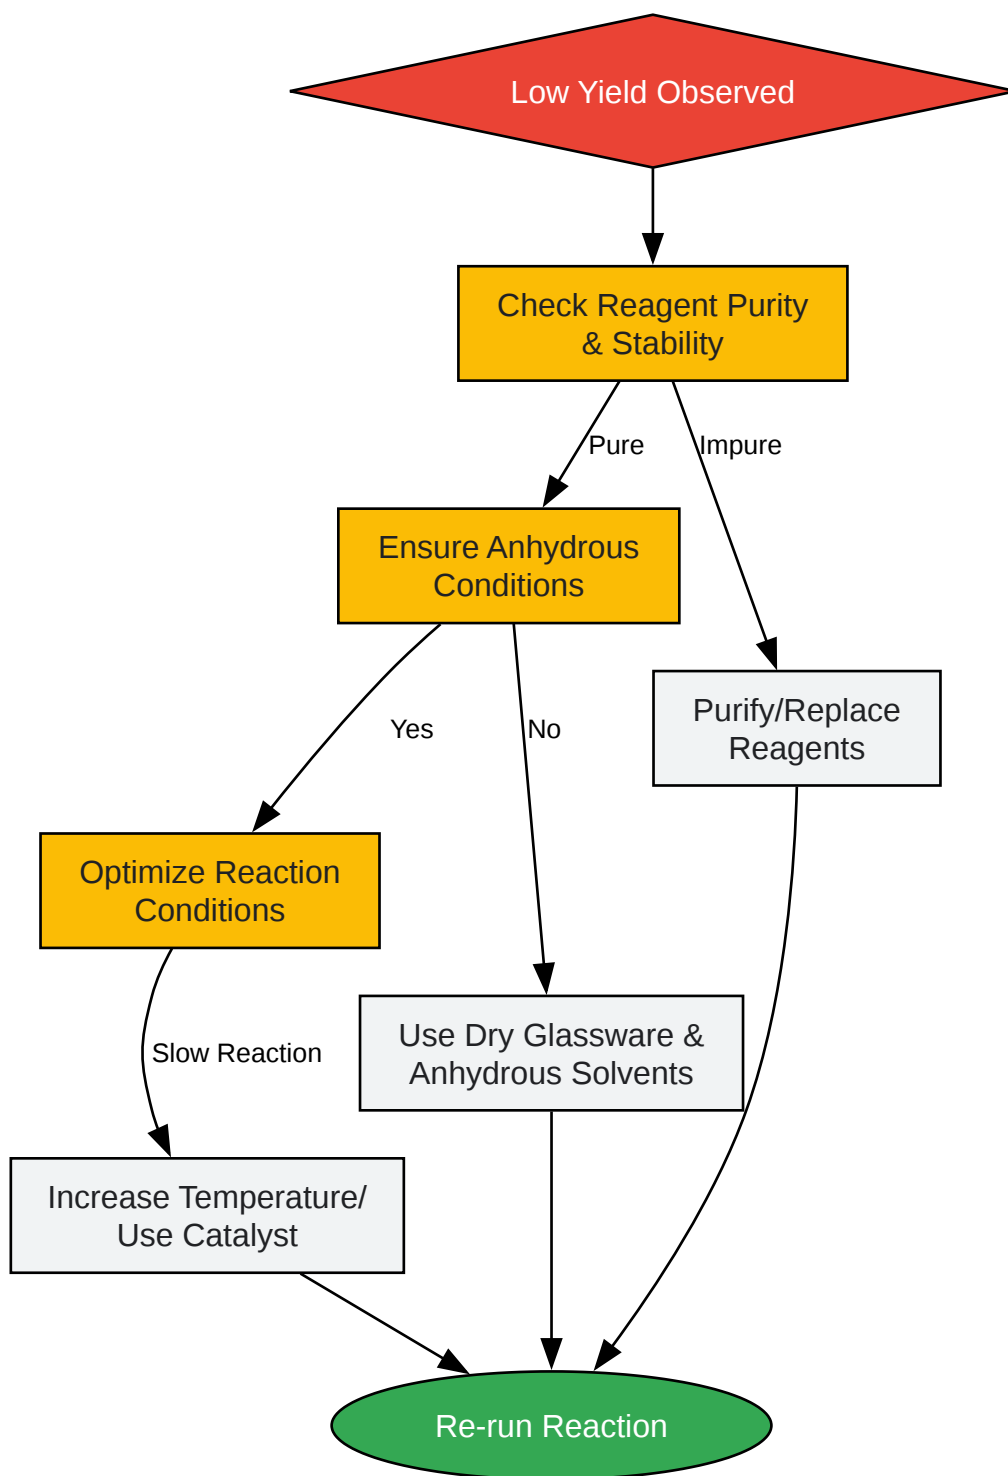 Low Yield Observed
Check Reagent Purity
& Stability
Pure
Impure
Ensure Anhydrous
Conditions
Purify/Replace
Reagents
Yes
No
Optimize Reaction
Conditions
Use Dry Glassware &
Anhydrous Solvents
Slow Reaction
Increase Temperature/
Use Catalyst
Re-run Reaction